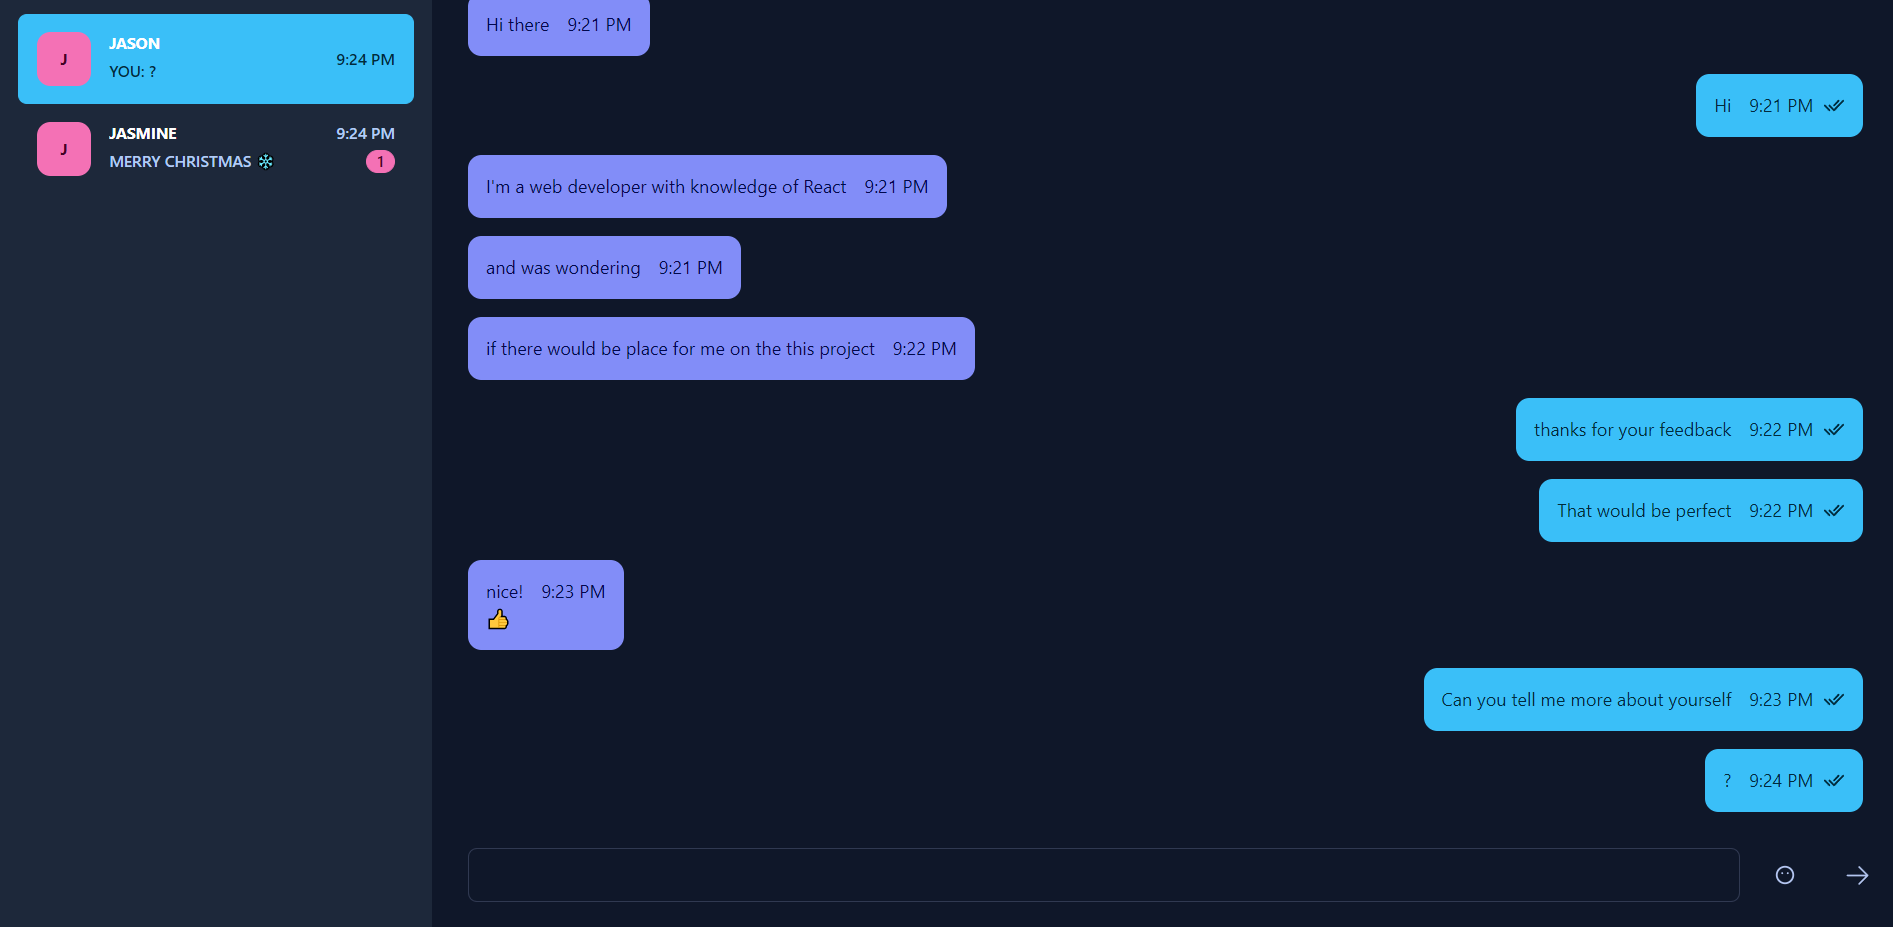 J
JASON
9:24 PM
YOU: ?
J
JASMINE
9:24 PM
MERRY CHRISTMAS ❄️
1
Hi there 9:21 PM
Hi 9:21 PM
I'm a web developer with knowledge of React 9:21 PM
and was wondering 9:21 PM
if there would be place for me on the this project 9:22 PM
thanks for your feedback 9:22 PM
That would be perfect 9:22 PM
nice! 9:23 PM
👍
Can you tell me more about yourself 9:23 PM
? 9:24 PM